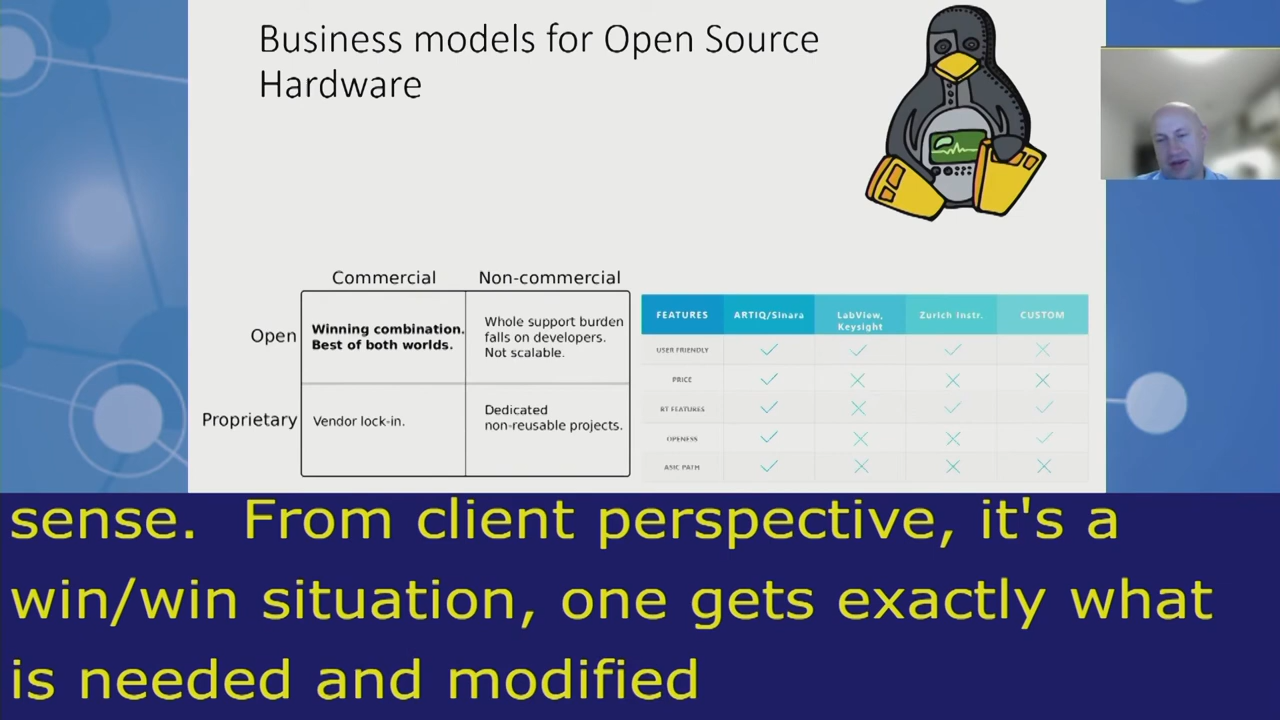 Business models for Open Source
Hardware
Commercial Non-commercial
Open
Winning combination.
Best of both worlds.
Whole support burden
falls on developers.
Not scalable.
Proprietary
Vendor lock-in.
Dedicated
non-reusable projects.
FEATURES ARTIQ/Sinara LabView, Keysight Zurich Instr. CUSTOM
USER FRIENDLY
PRICE
RT FEATURES
OPENESS
ASIC PATH
sense. From client perspective, it's a
win/win situation, one gets exactly what
is needed and modified